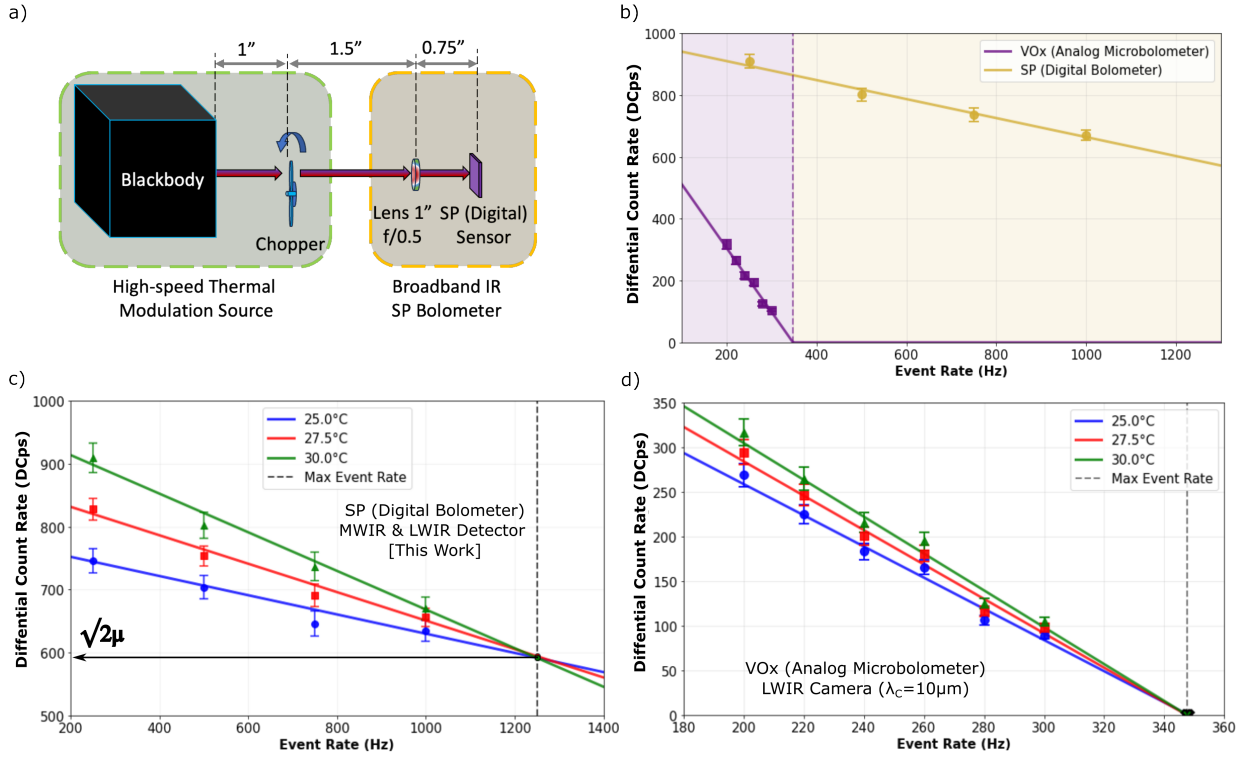 a)
1”
1.5”
0.75”
Blackbody
Chopper
Lens 1”
f/0.5
SP (Digital)
Sensor
High-speed Thermal
Modulation Source
Broadband IR
SP Bolometer
b)
Diffential Count Rate (DCps)
1000
800
600
400
200
0
VOx (Analog Microbolometer)
SP (Digital Bolometer)
200
400
600
800
1000
1200
Event Rate (Hz)
c)
Diffential Count Rate (DCps)
1000
900
800
700
600
500
25.0°C
27.5°C
30.0°C
Max Event Rate
SP (Digital Bolometer)
MWIR & LWIR Detector
[This Work]
√2μ
200
400
600
800
1000
1200
1400
Event Rate (Hz)
d)
Diffential Count Rate (DCps)
350
300
250
200
150
100
50
0
25.0°C
27.5°C
30.0°C
Max Event Rate
VOx (Analog Microbolometer)
LWIR Camera (λC=10μm)
180
200
220
240
260
280
300
320
340
360
Event Rate (Hz)